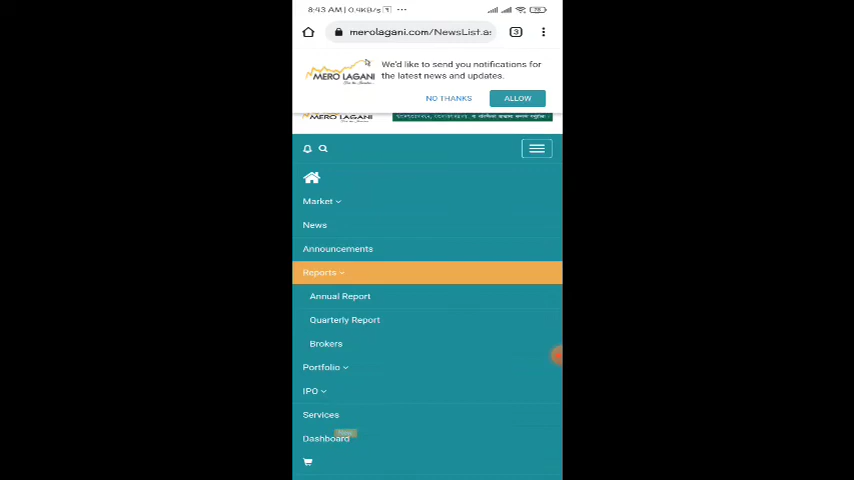 8:43 AM | 0.4KB/s
merolagani.com/NewsList.as
3
We'd like to send you notifications for
the latest news and updates.
MERO LAGANI
NO THANKS
ALLOW
MERO LAGANI
Market
News
Announcements
Reports
Annual Report
Quarterly Report
Brokers
Portfolio
IPO
Services
Dashboard